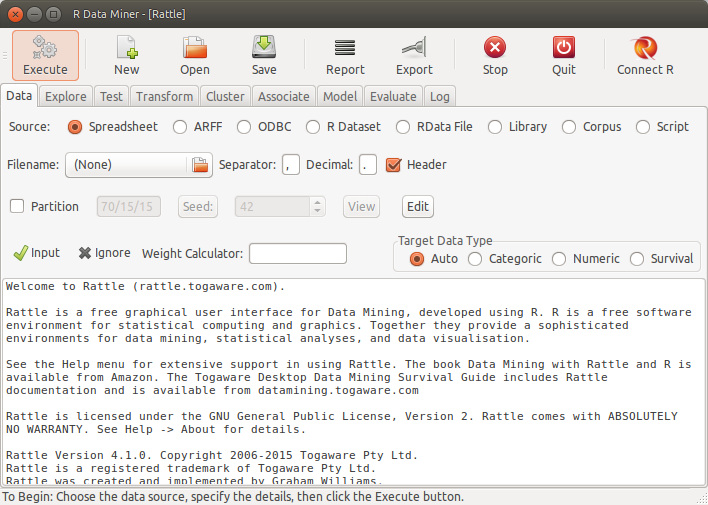 R Data Miner - [Rattle]
Execute New Open Save Report Export Stop Quit Connect R
Data Explore Test Transform Cluster Associate Model Evaluate Log
Source: Spreadsheet ARFF ODBC R Dataset RData File Library Corpus Script
Filename: (None) Separator: , Decimal: . Header
Partition 70/15/15 Seed: 42 View Edit
Target Data Type
Input Ignore Weight Calculator: Auto Categoric Numeric Survival
Welcome to Rattle (rattle.togaware.com).
Rattle is a free graphical user interface for Data Mining, developed using R. R is a free software
environment for statistical computing and graphics. Together they provide a sophisticated
environments for data mining, statistical analyses, and data visualisation.
See the Help menu for extensive support in using Rattle. The book Data Mining with Rattle and R is
available from Amazon. The Togaware Desktop Data Mining Survival Guide includes Rattle
documentation and is available from datamining.togaware.com
Rattle is licensed under the GNU General Public License, Version 2. Rattle comes with ABSOLUTELY
NO WARRANTY. See Help -> About for details.
Rattle Version 4.1.0. Copyright 2006-2015 Togaware Pty Ltd.
Rattle is a registered trademark of Togaware Pty Ltd.
Rattle was created and implemented by Graham Williams.
To Begin: Choose the data source, specify the details, then click the Execute button.